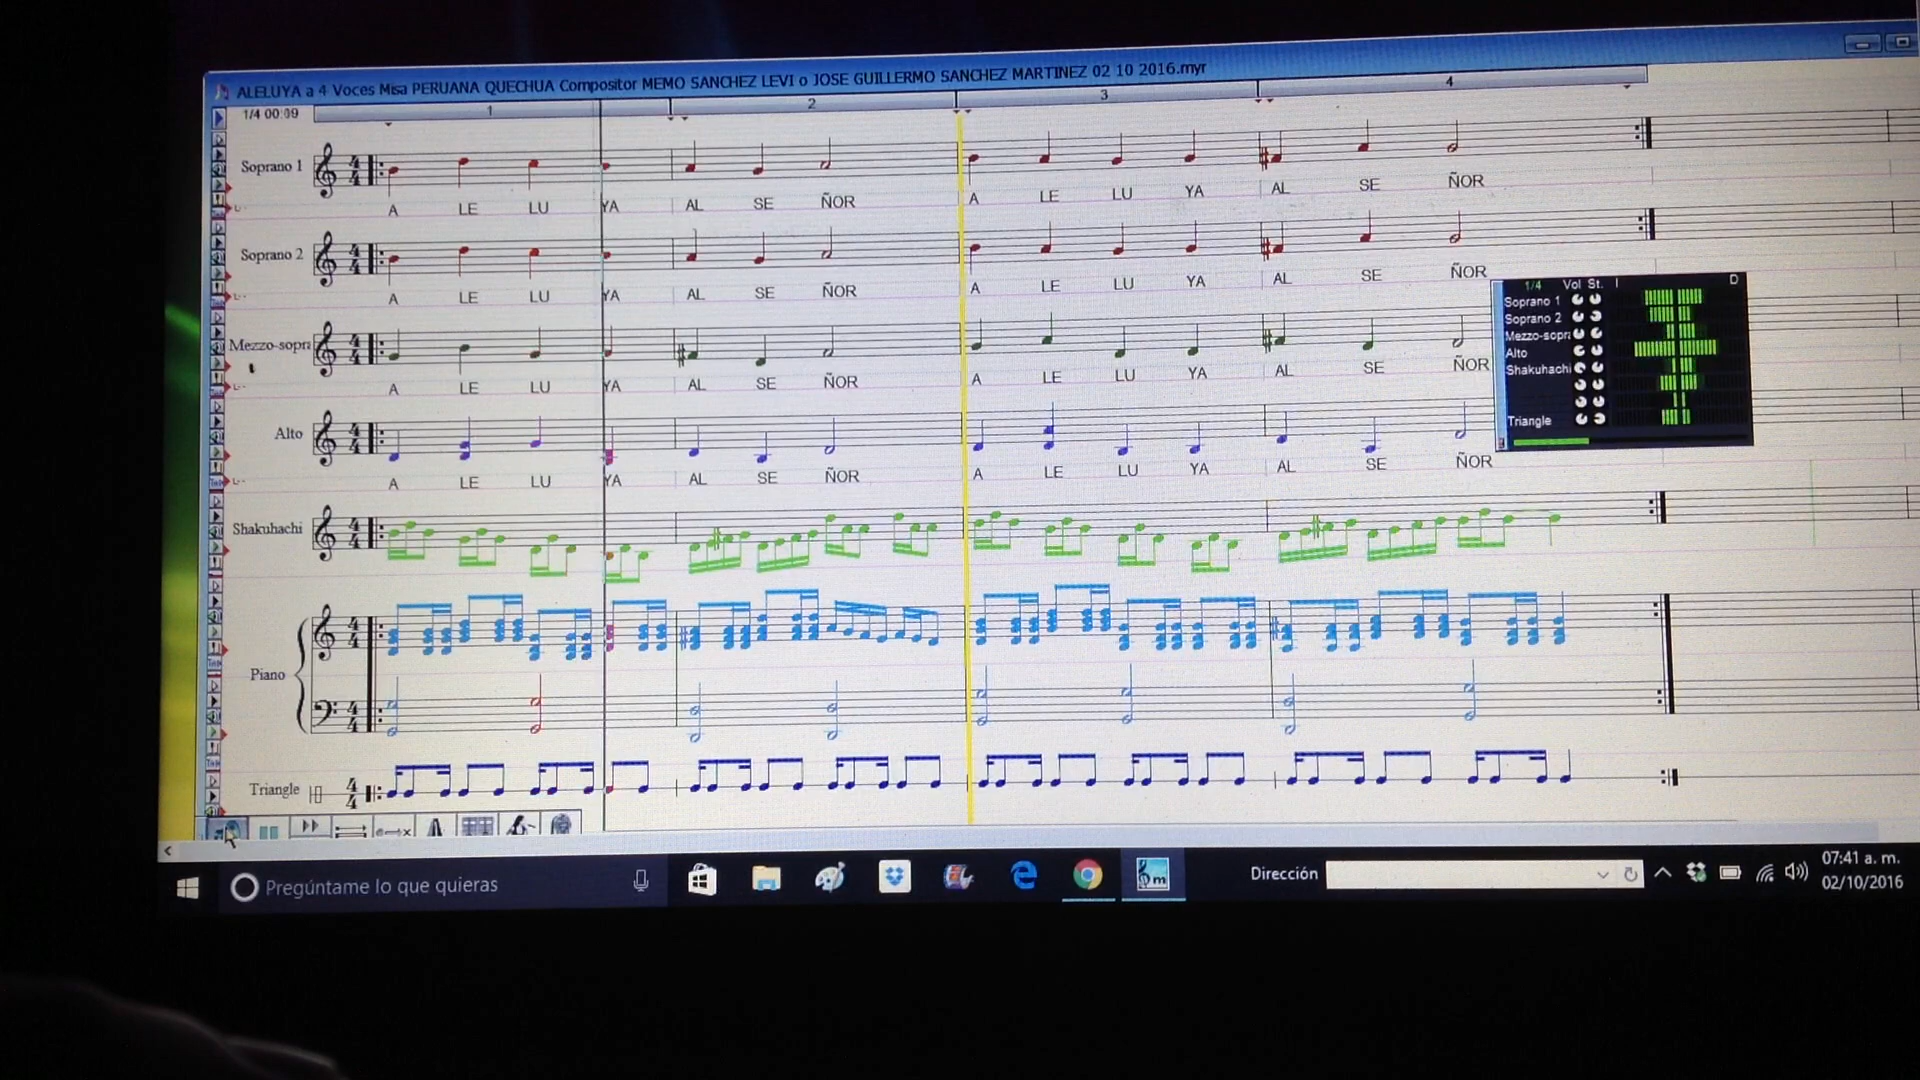 ALELUYA a 4 Voces Misa PERUANA QUECHUA Compositor MEMO SANCHEZ LEVI o JOSE GUILLERMO SANCHEZ MARTINEZ 02 10 2016.myr
1/4 00:09
1 2 3 4
Soprano 1
A LE LU YA AL SE ÑOR A LE LU YA AL SE ÑOR
Soprano 2
A LE LU YA AL SE ÑOR A LE LU YA AL SE ÑOR
Mezzo-sopra
A LE LU YA AL SE ÑOR A LE LU YA AL SE ÑOR
Alto
A LE LU YA AL SE ÑOR A LE LU YA AL SE ÑOR
Shakuhachi
Piano
Triangle
1/4 Vol St. I D
Soprano 1
Soprano 2
Mezzo-sopra
Alto
Shakuhachi
Triangle
Pregúntame lo que quieras
Dirección
07:41 a. m.
02/10/2016